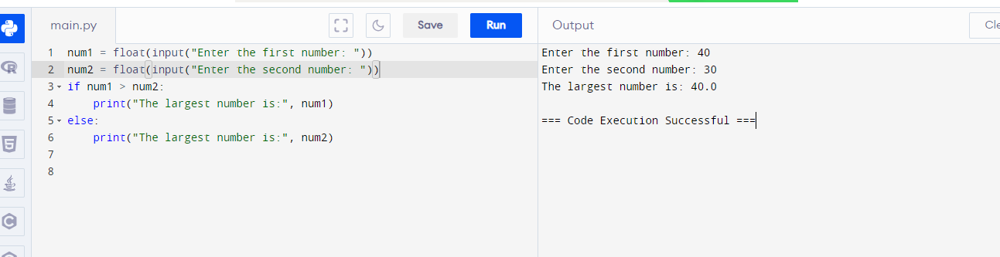 main.py
Save
Run
Output
Cle
1 num1 = float(input("Enter the first number: "))
2 num2 = float(input("Enter the second number: "))
3 if num1 > num2:
4     print("The largest number is:", num1)
5 else:
6     print("The largest number is:", num2)
7
8
Enter the first number: 40
Enter the second number: 30
The largest number is: 40.0
=== Code Execution Successful ===